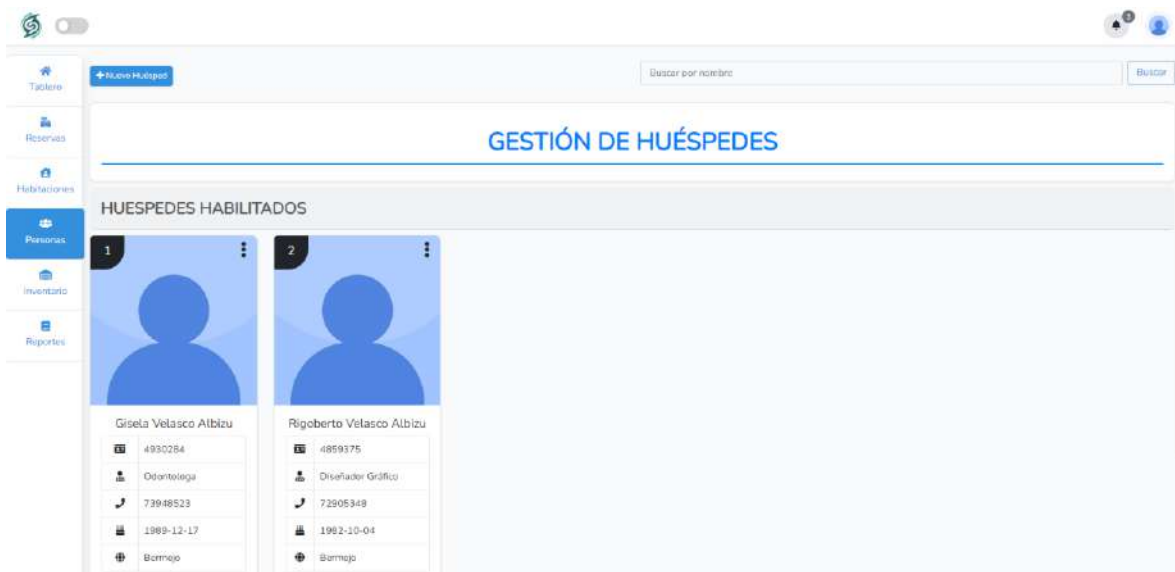 Tablero
Reservas
Habitaciones
Personas
Inventario
Reportes
+ Nuevo Huésped
Buscar por nombre
Buscar
GESTIÓN DE HUÉSPEDES
HUESPEDES HABILITADOS
1
Gisela Velasco Albizu
4930284
Odontologa
73948523
1989-12-17
Bermejo
2
Rigoberto Velasco Albizu
4859375
Diseñador Gráfico
72905348
1982-10-04
Bermejo